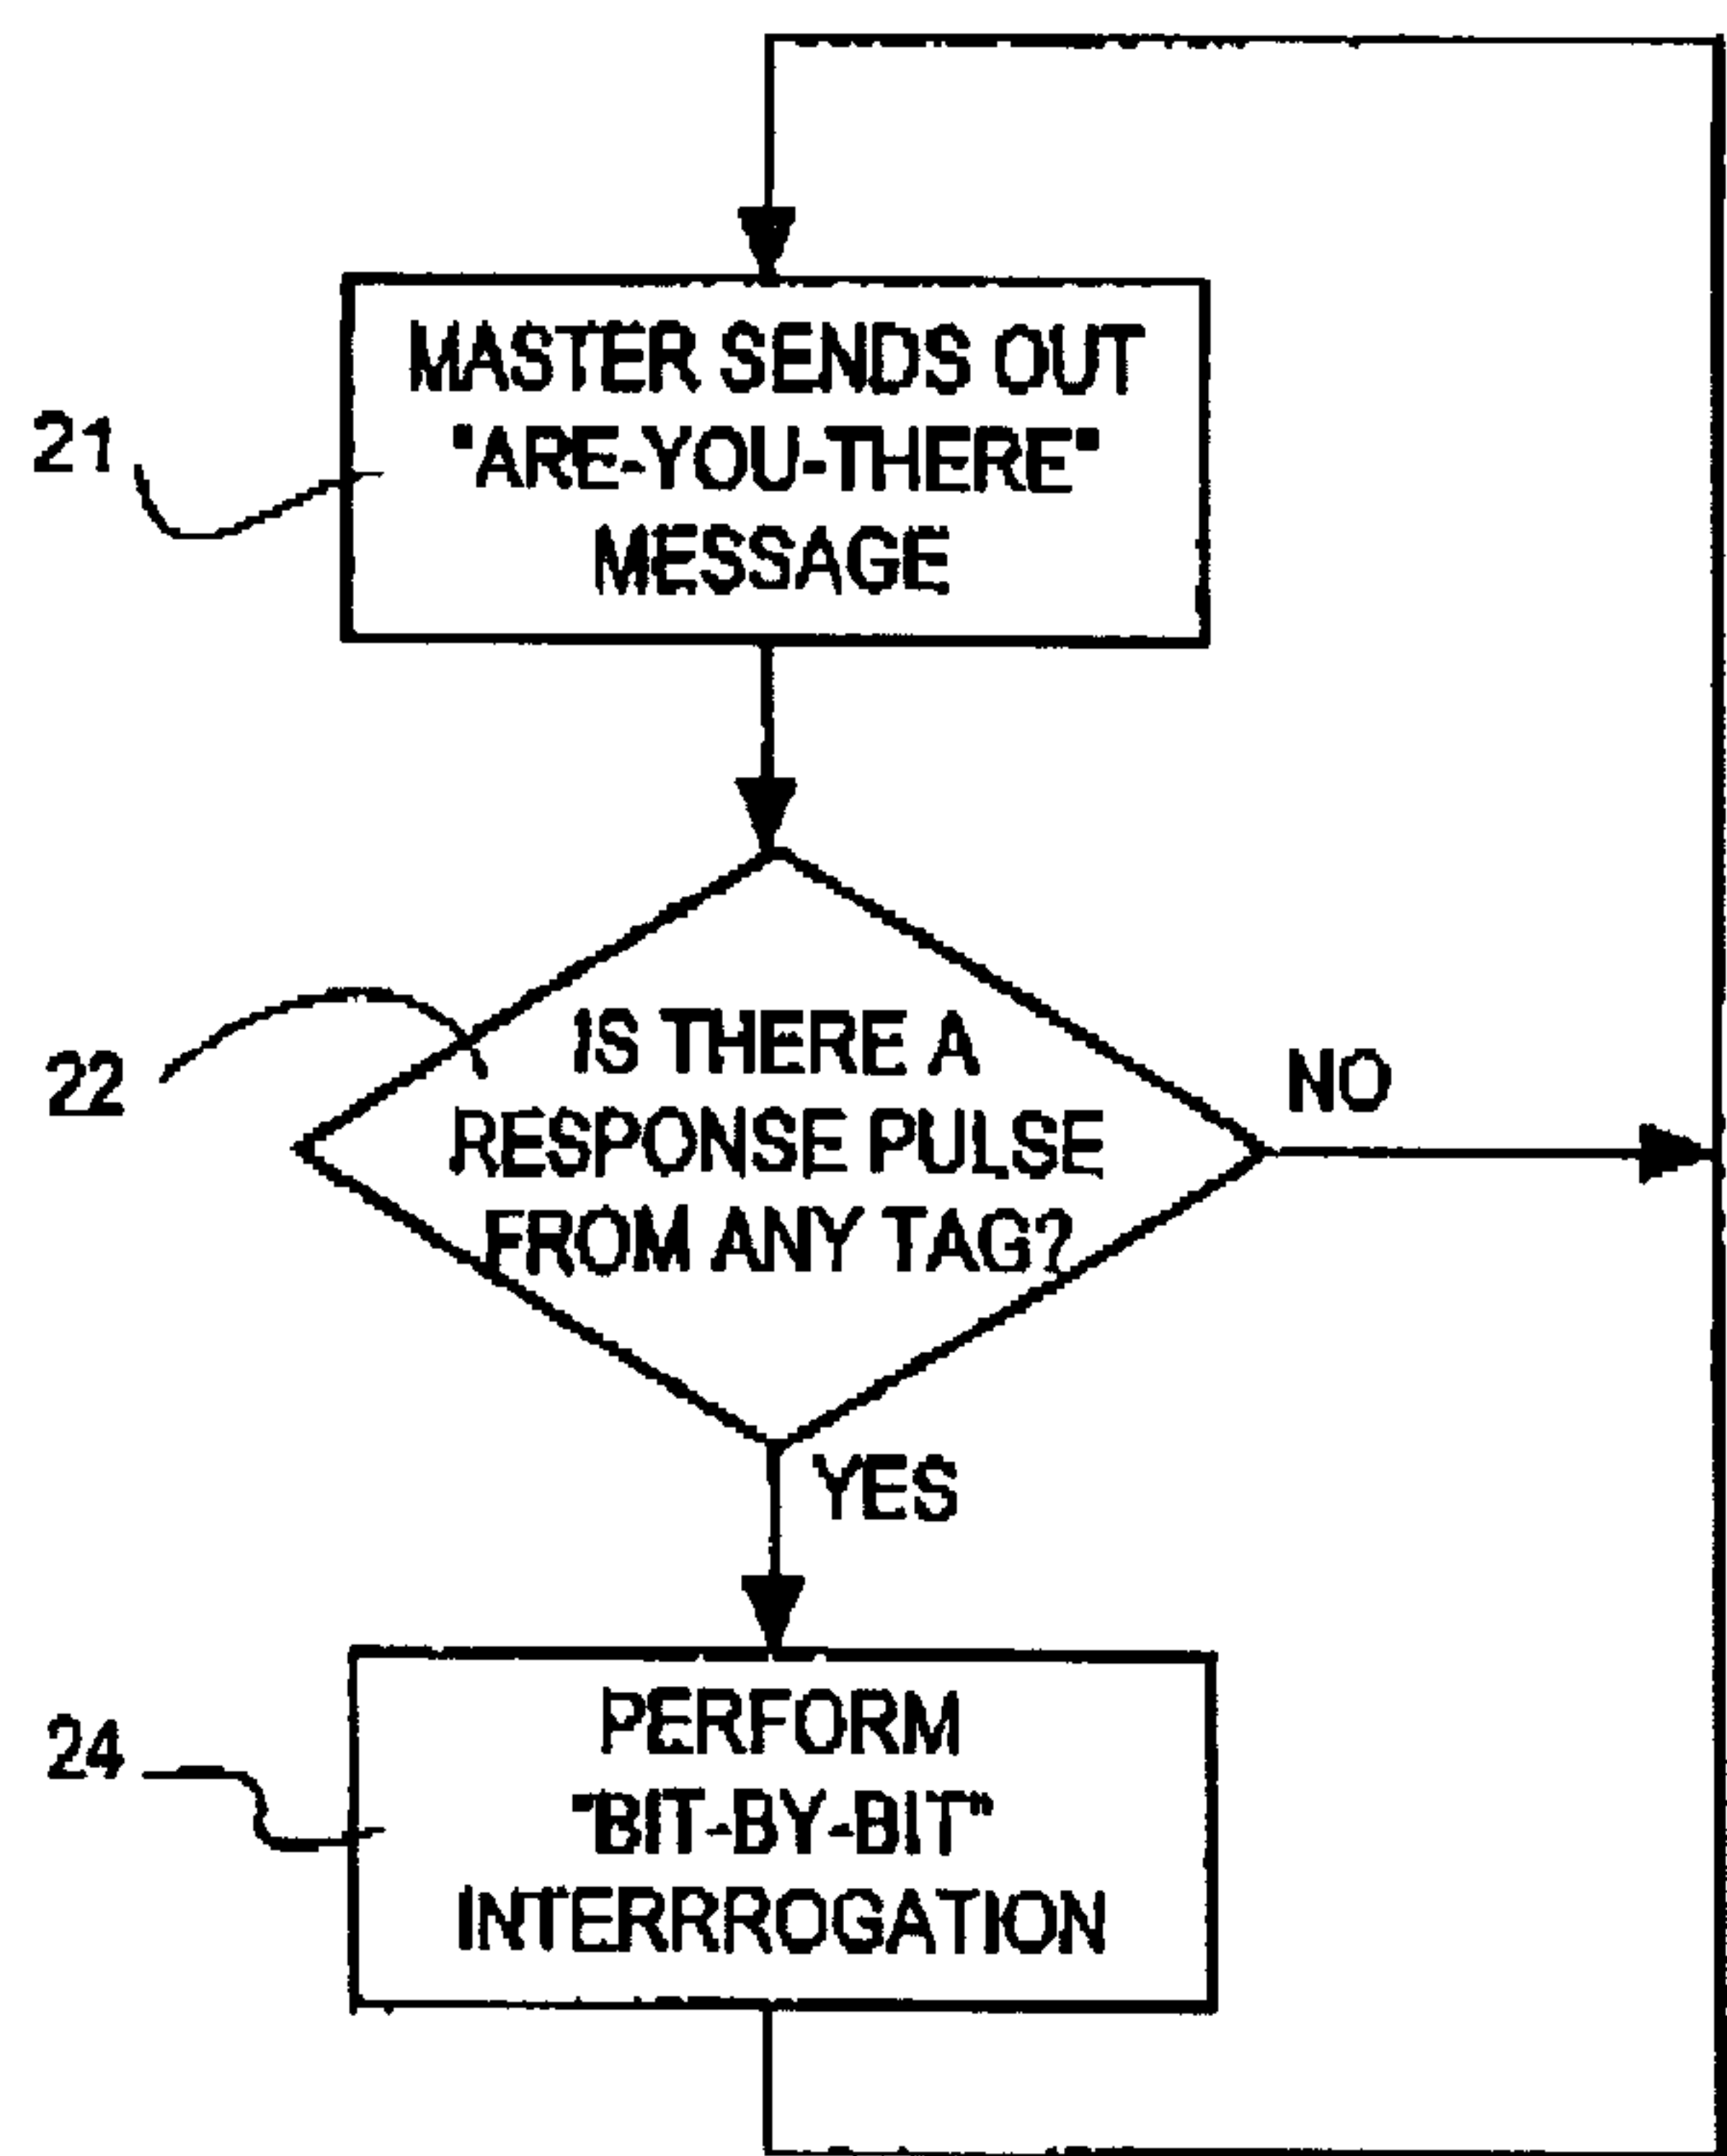 MASTER SENDS OUT
"ARE-YOU-THERE"
MESSAGE
21
IS THERE A
RESPONSE PULSE
FROM ANY TAG?
22
NO
YES
PERFORM
"BIT-BY-BIT"
INTERRROGATION
24